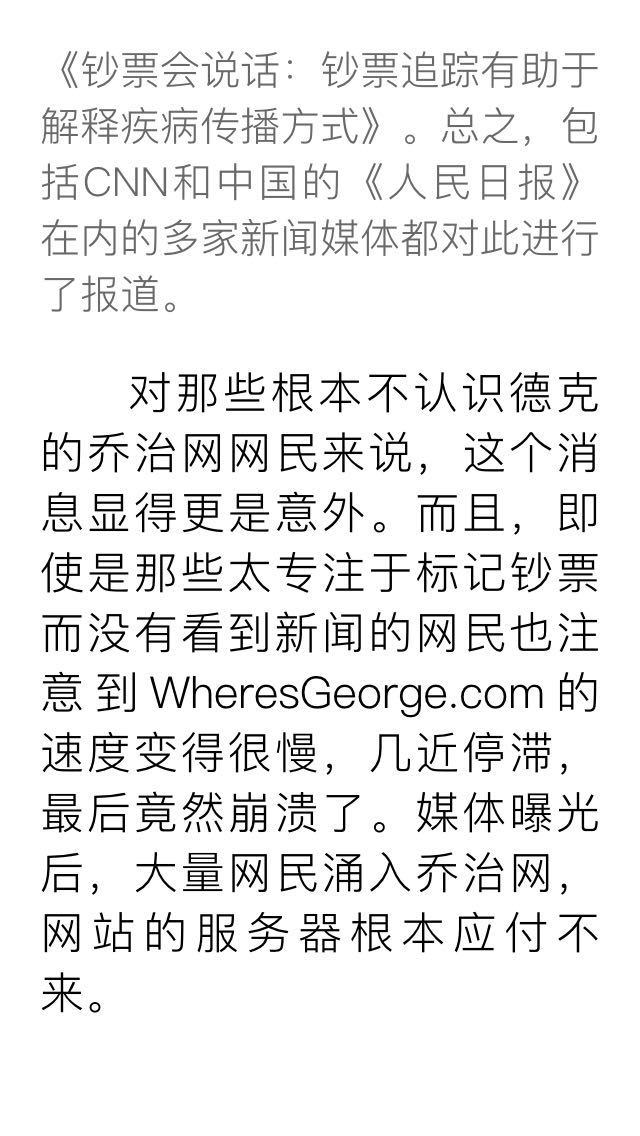 《钞票会说话：钞票追踪有助于
解释疾病传播方式》。总之，包
括CNN和中国的《人民日报》
在内的多家新闻媒体都对此进行
了报道。
对那些根本不认识德克
的乔治网网民来说，这个消
息显得更是意外。而且，即
使是那些太专注于标记钞票
而没有看到新闻的网民也注
意到WheresGeorge.com的
速度变得很慢，几近停滞，
最后竟然崩溃了。媒体曝光
后，大量网民涌入乔治网，
网站的服务器根本应付不
来。